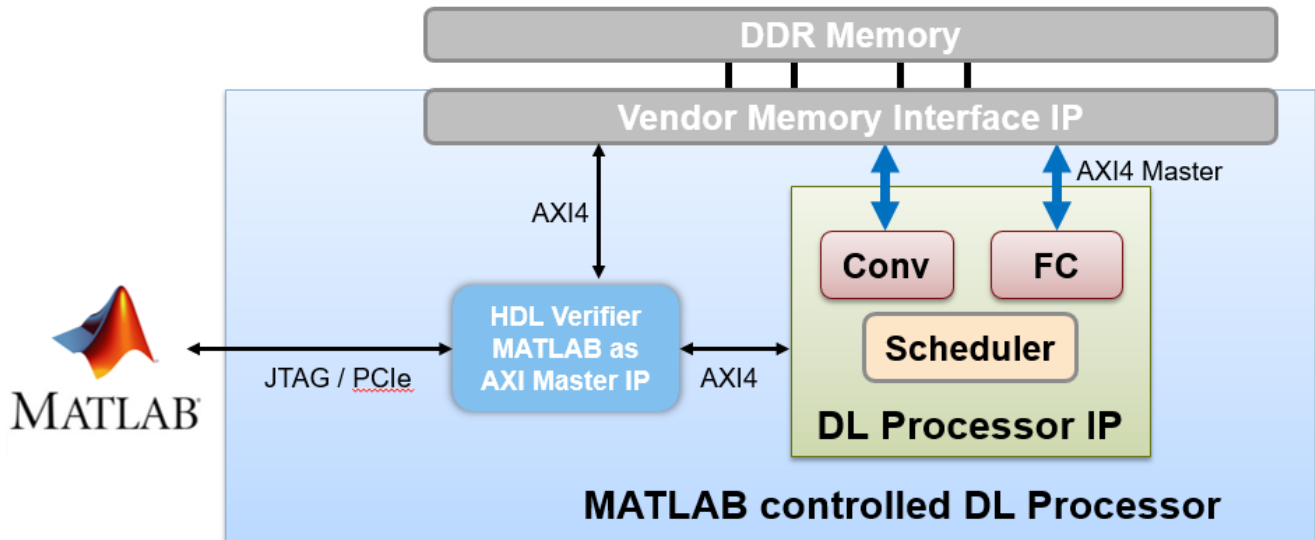 DDR Memory
Vendor Memory Interface IP
AXI4 Master
AXI4
Conv
FC
HDL Verifier
MATLAB as
AXI Master IP
Scheduler
JTAG / PCIe
AXI4
MATLAB®
DL Processor IP
MATLAB controlled DL Processor